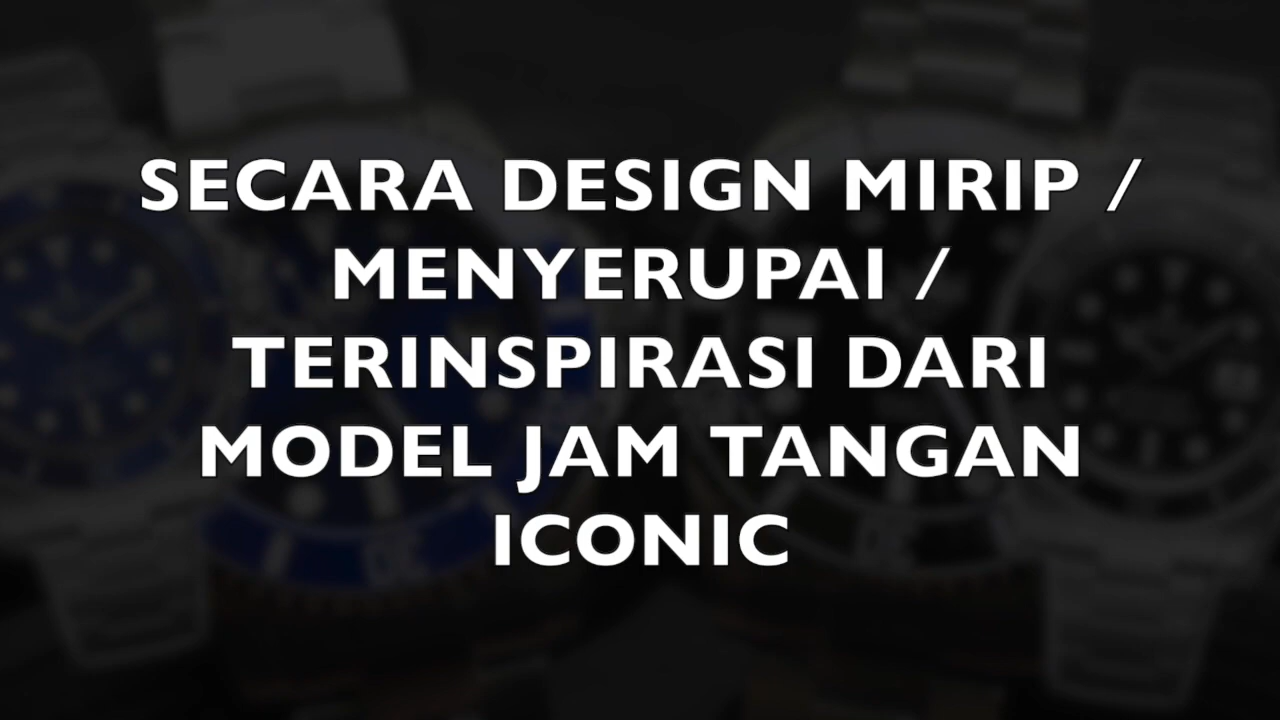 SECARA DESIGN MIRIP /
MENYERUPAI /
TERINSPIRASI DARI
MODEL JAM TANGAN
ICONIC